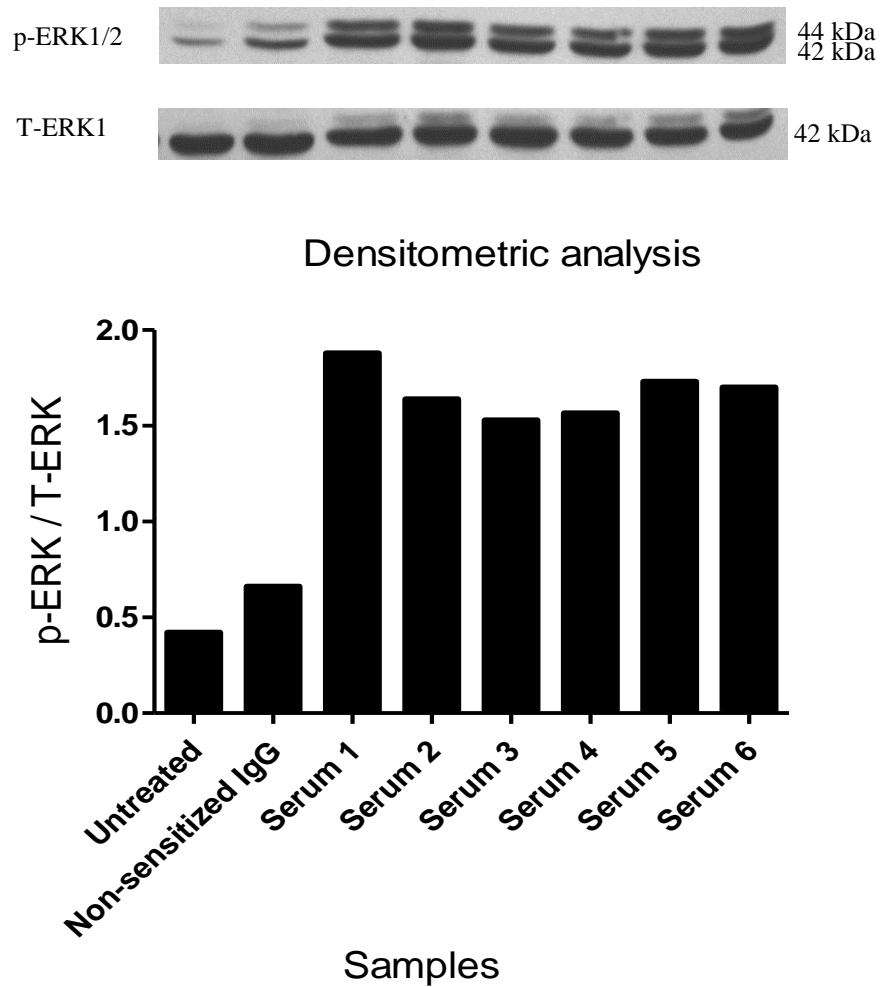 p-ERK1/2
44 kDa
42 kDa
T-ERK1
42 kDa
Densitometric analysis
p-ERK / T-ERK
2.0
1.5
1.0
0.5
0.0
Untreated
Non-sensitized IgG
Serum 1
Serum 2
Serum 3
Serum 4
Serum 5
Serum 6
Samples